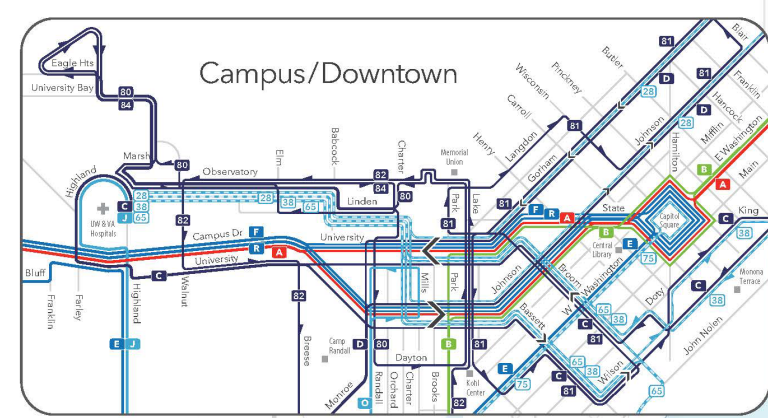 Campus/Downtown
81
Blair
Butler
D
81
Franklin
Eagle Hts
Pinckney
Wisconsin
28
D
Hancock
University Bay
80
84
Carroll
28
Mifflin
E Washington
81
Henry
Langdon
Johnson
Hamilton
Main
Marsh
80
Elm
Babcock
Charter
Memorial
Union
Gorham
B
A
Observatory
82
84
Highland
C
J
28
38
65
28
38
65
Linden
80
Park
Lake
81
81
F
R
A
State
B
Capitol
Square
C
King
38
UW & VA
Hospitals
82
Campus Dr
F
R
A
University
University
Central
Library
E
75
Bluff
C
Johnson
Broom
W Washington
Monona
Terrace
Franklin
Farley
Highland
Walnut
82
Mills
Park
Bassett
65
38
Doty
C
38
C
81
John Nolen
E
J
Breese
Camp
Randall
D
80
B
81
65
38
Dayton
E
75
C
81
Wilson
65
Monroe
Randall
Orchard
Charter
Brooks
Kohl
Center
82